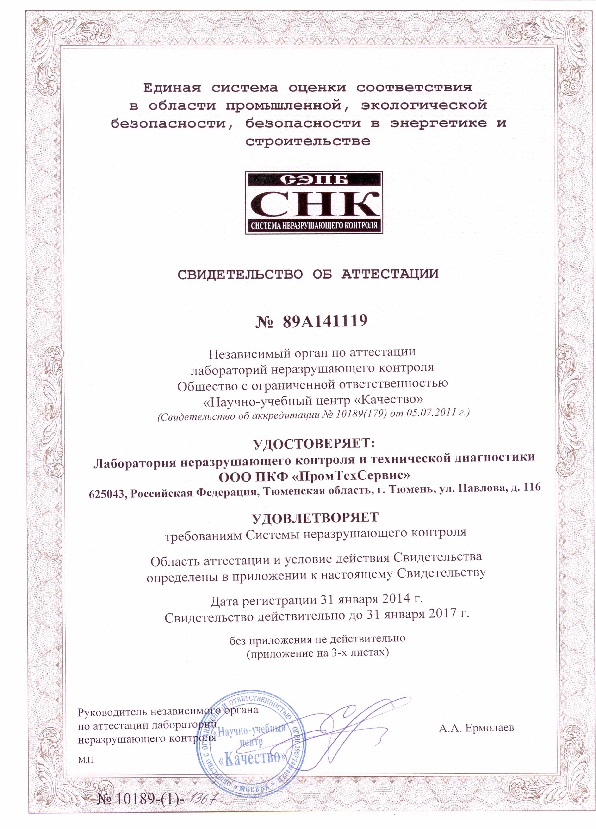 Единая система оценки соответствия
в области промышленной, экологической
безопасности, безопасности в энергетике и
строительстве
СЭПБ
СНК
СИСТЕМА НЕРАЗРУШАЮЩЕГО КОНТРОЛЯ
СВИДЕТЕЛЬСТВО ОБ АТТЕСТАЦИИ
№ 89А141119
Независимый орган по аттестации
лабораторий неразрушающего контроля
Общество с ограниченной ответственностью
«Научно-учебный центр «Качество»
(Свидетельство об аккредитации № 10189(179) от 05.07.2011 г.)
УДОСТОВЕРЯЕТ:
Лаборатория неразрушающего контроля и технической диагностики
ООО ПКФ «ПромТехСервис»
625043, Российская Федерация, Тюменская область, г. Тюмень, ул. Павлова, д. 116
УДОВЛЕТВОРЯЕТ
требованиям Системы неразрушающего контроля
Область аттестации и условие действия Свидетельства
определены в приложении к настоящему Свидетельству
Дата регистрации 31 января 2014 г.
Свидетельство действительно до 31 января 2017 г.
без приложения не действительно
(приложение на 3-х листах)
Руководитель независимого органа
по аттестации лабораторий
неразрушающего контроля
А.А. Ермолаев
М.П
Научно-учебный
центр
«Качество»
Москва
№ 10189-(1)- 1367